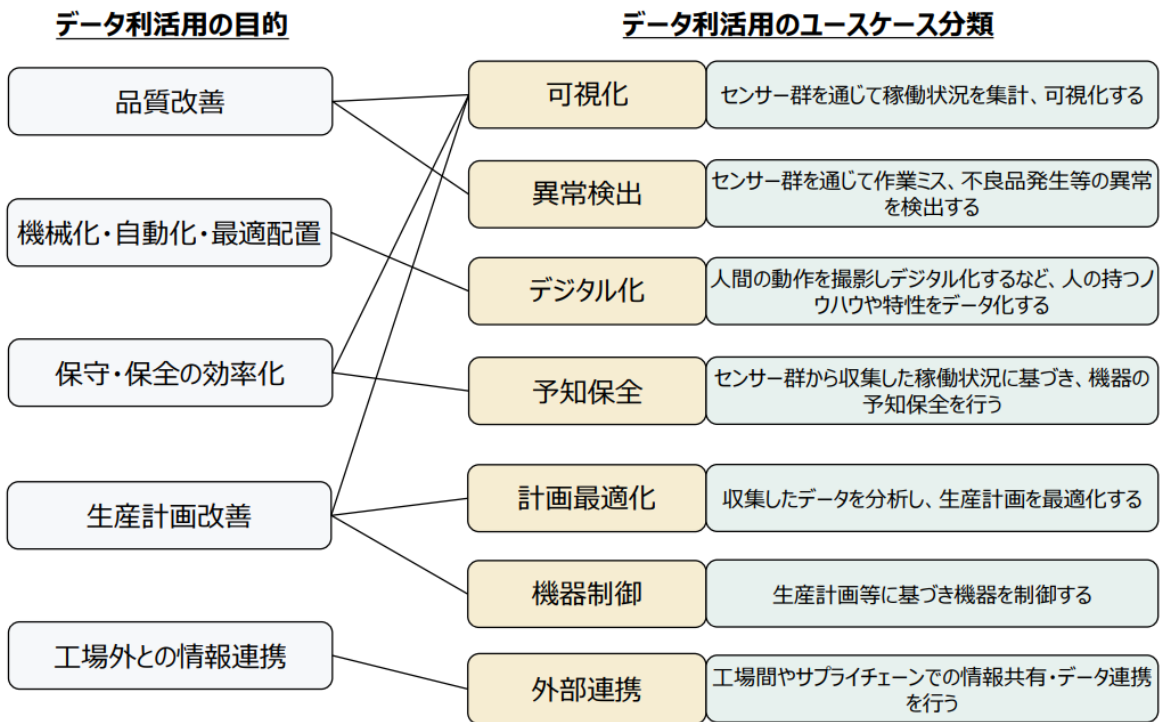 データ利活用の目的
データ利活用のユースケース分類
品質改善
機械化・自動化・最適配置
保守・保全の効率化
生産計画改善
工場外との情報連携
可視化
センサー群を通じて稼働状況を集計、可視化する
異常検出
センサー群を通じて作業ミス、不良品発生等の異常
を検出する
デジタル化
人間の動作を撮影しデジタル化するなど、人の持つノ
ウハウや特性をデータ化する
予知保全
センサー群から収集した稼働状況に基づき、機器の
予知保全を行う
計画最適化
収集したデータを分析し、生産計画を最適化する
機器制御
生産計画等に基づき機器を制御する
外部連携
工場間やサプライチェーンでの情報共有・データ連携
を行う